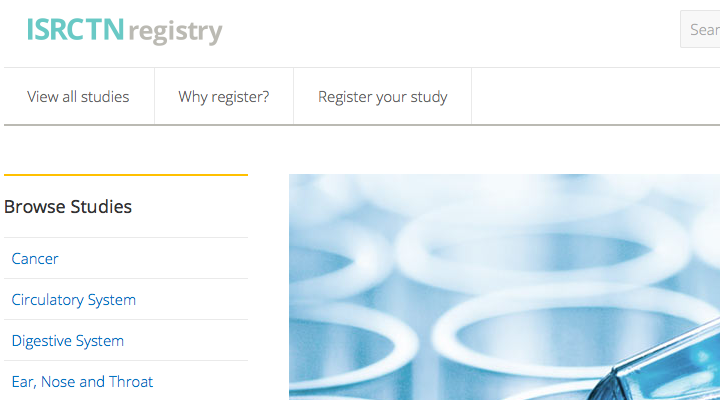 ISRCTN registry
Sear
View all studies
Why register?
Register your study
Browse Studies
Cancer
Circulatory System
Digestive System
Ear, Nose and Throat